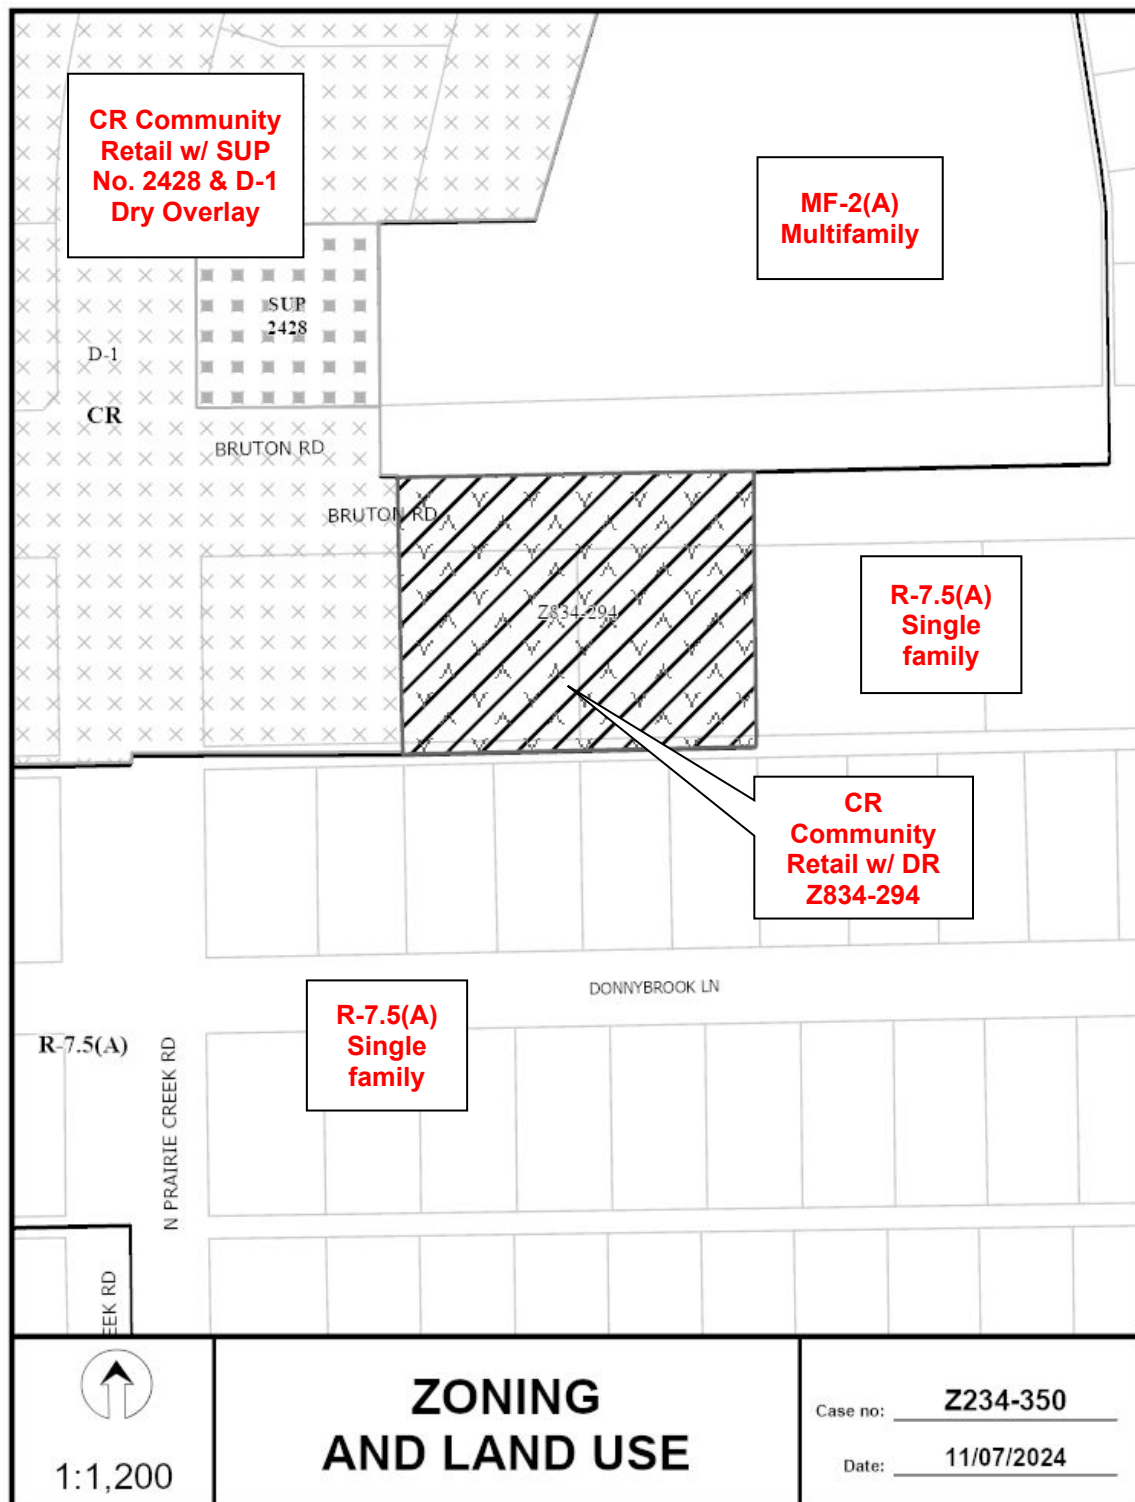 CR Community
Retail w/ SUP
No. 2428 & D-1
Dry Overlay
MF-2(A)
Multifamily
SUP
2428
D-1
CR
BRUTON RD
BRUTON RD
Z834-294
R-7.5(A)
Single
family
CR
Community
Retail w/ DR
Z834-294
DONNYBROOK LN
R-7.5(A)
Single
family
R-7.5(A)
N PRAIRIE CREEK RD
EEK RD
1:1,200
ZONING
AND LAND USE
Case no: Z234-350
Date: 11/07/2024